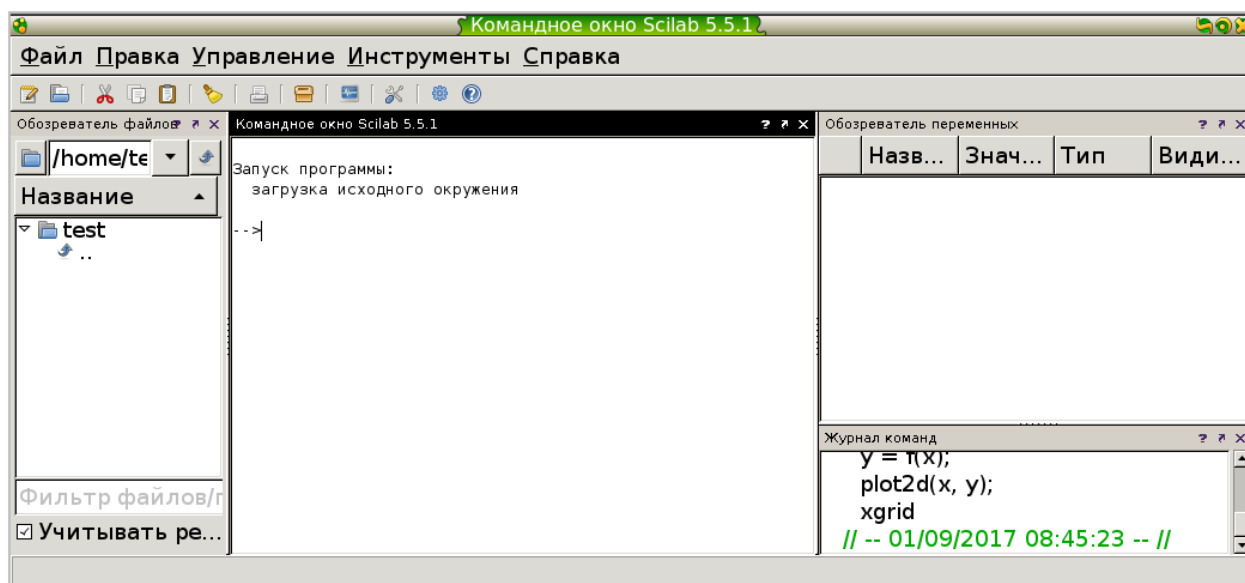 Командное окно Scilab 5.5.1
Файл Правка Управление Инструменты Справка
Обозреватель файлов
/home/te
Название
test
..
Фильтр файлов/п
Учитывать ре...
Командное окно Scilab 5.5.1
Запуск программы:
загрузка исходного окружения
-->
Обозреватель переменных
Назв... Знач... Тип Види...
Журнал команд
y = f(x);
plot2d(x, y);
xgrid
// -- 01/09/2017 08:45:23 -- //